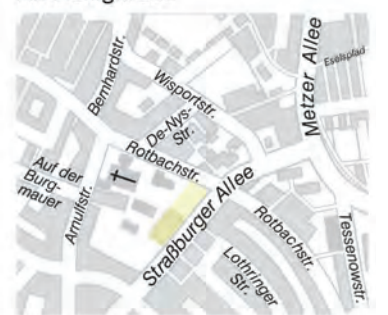 Bernhardstr.
Wisportstr.
De-Nys-
Str.
Metzer Allee
Eselspfad
Rotbachstr.
Auf der
Burg-
mauer
Arnulfstr.
Straßburger Allee
Rotbachstr.
Lothringer
Str.
Tessenowstr.